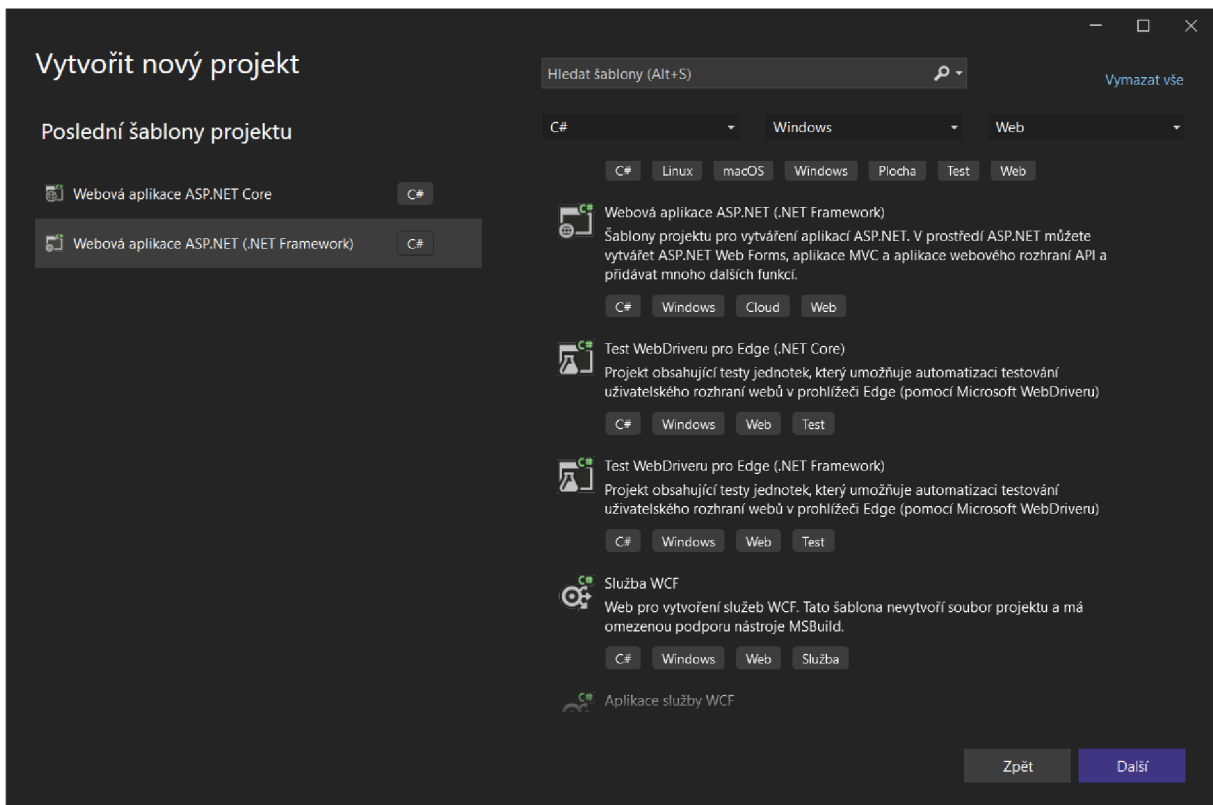 Vytvořit nový projekt
Hledat šablony (Alt+S)
Vymazat vše
Poslední šablony projektu
C# Windows Web
Webová aplikace ASP.NET Core C#
Webová aplikace ASP.NET (.NET Framework) C#
C# Linux macOS Windows Plocha Test Web
C#
Webová aplikace ASP.NET (.NET Framework)
Šablony projektu pro vytváření aplikací ASP.NET. V prostředí ASP.NET můžete
vytvářet ASP.NET Web Forms, aplikace MVC a aplikace webového rozhraní API a
přidávat mnoho dalších funkcí.
C# Windows Cloud Web
C#
Test WebDriveru pro Edge (.NET Core)
Projekt obsahující testy jednotek, který umožňuje automatizaci testování
uživatelského rozhraní webů v prohlížeči Edge (pomocí Microsoft WebDriveru)
C# Windows Web Test
C#
Test WebDriveru pro Edge (.NET Framework)
Projekt obsahující testy jednotek, který umožňuje automatizaci testování
uživatelského rozhraní webů v prohlížeči Edge (pomocí Microsoft WebDriveru)
C# Windows Web Test
C#
Služba WCF
Web pro vytvoření služeb WCF. Tato šablona nevytvoří soubor projektu a má
omezenou podporu nástroje MSBuild.
C# Windows Web Služba
C#
Aplikace služby WCF
Zpět Další